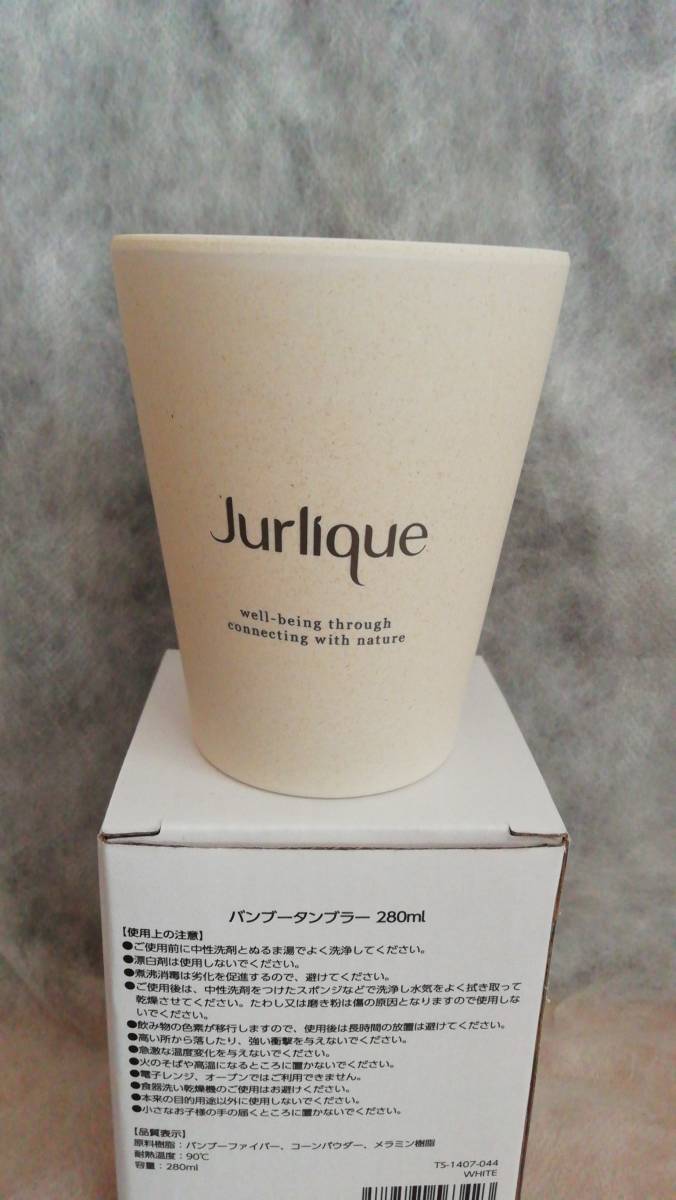 Jurlique
well-being through
connecting with nature
バンブータンブラー 280ml
【使用上の注意】
●ご使用前に中性洗剤とぬるま湯でよく洗浄してください。
●漂白剤は使用しないでください。
●煮沸消毒は劣化を促進するので、避けてください。
●ご使用後は、中性洗剤をつけたスポンジなどで洗浄し水気をよく拭き取って
乾燥させてください。たわし又は磨き粉は傷の原因となりますので使用しな
いでください。
●飲み物の色素が移行しますので、使用後は長時間の放置は避けてください。
●高い所から落したり、強い衝撃を与えないでください。
●急激な温度変化を与えないでください。
●火のそばや高温になるところに置かないでください。
●電子レンジ、オーブンではご利用できません。
●食器洗い乾燥機のご使用はお避けください。
●本来の目的用途以外に使用しないでください。
●小さなお子様の手の届くところに置かないでください。
【品質表示】
原料樹脂：バンブーファイバー、コーンパウダー、メラミン樹脂
耐熱温度：90℃
容量：280ml
TS-1407-044
WHITE